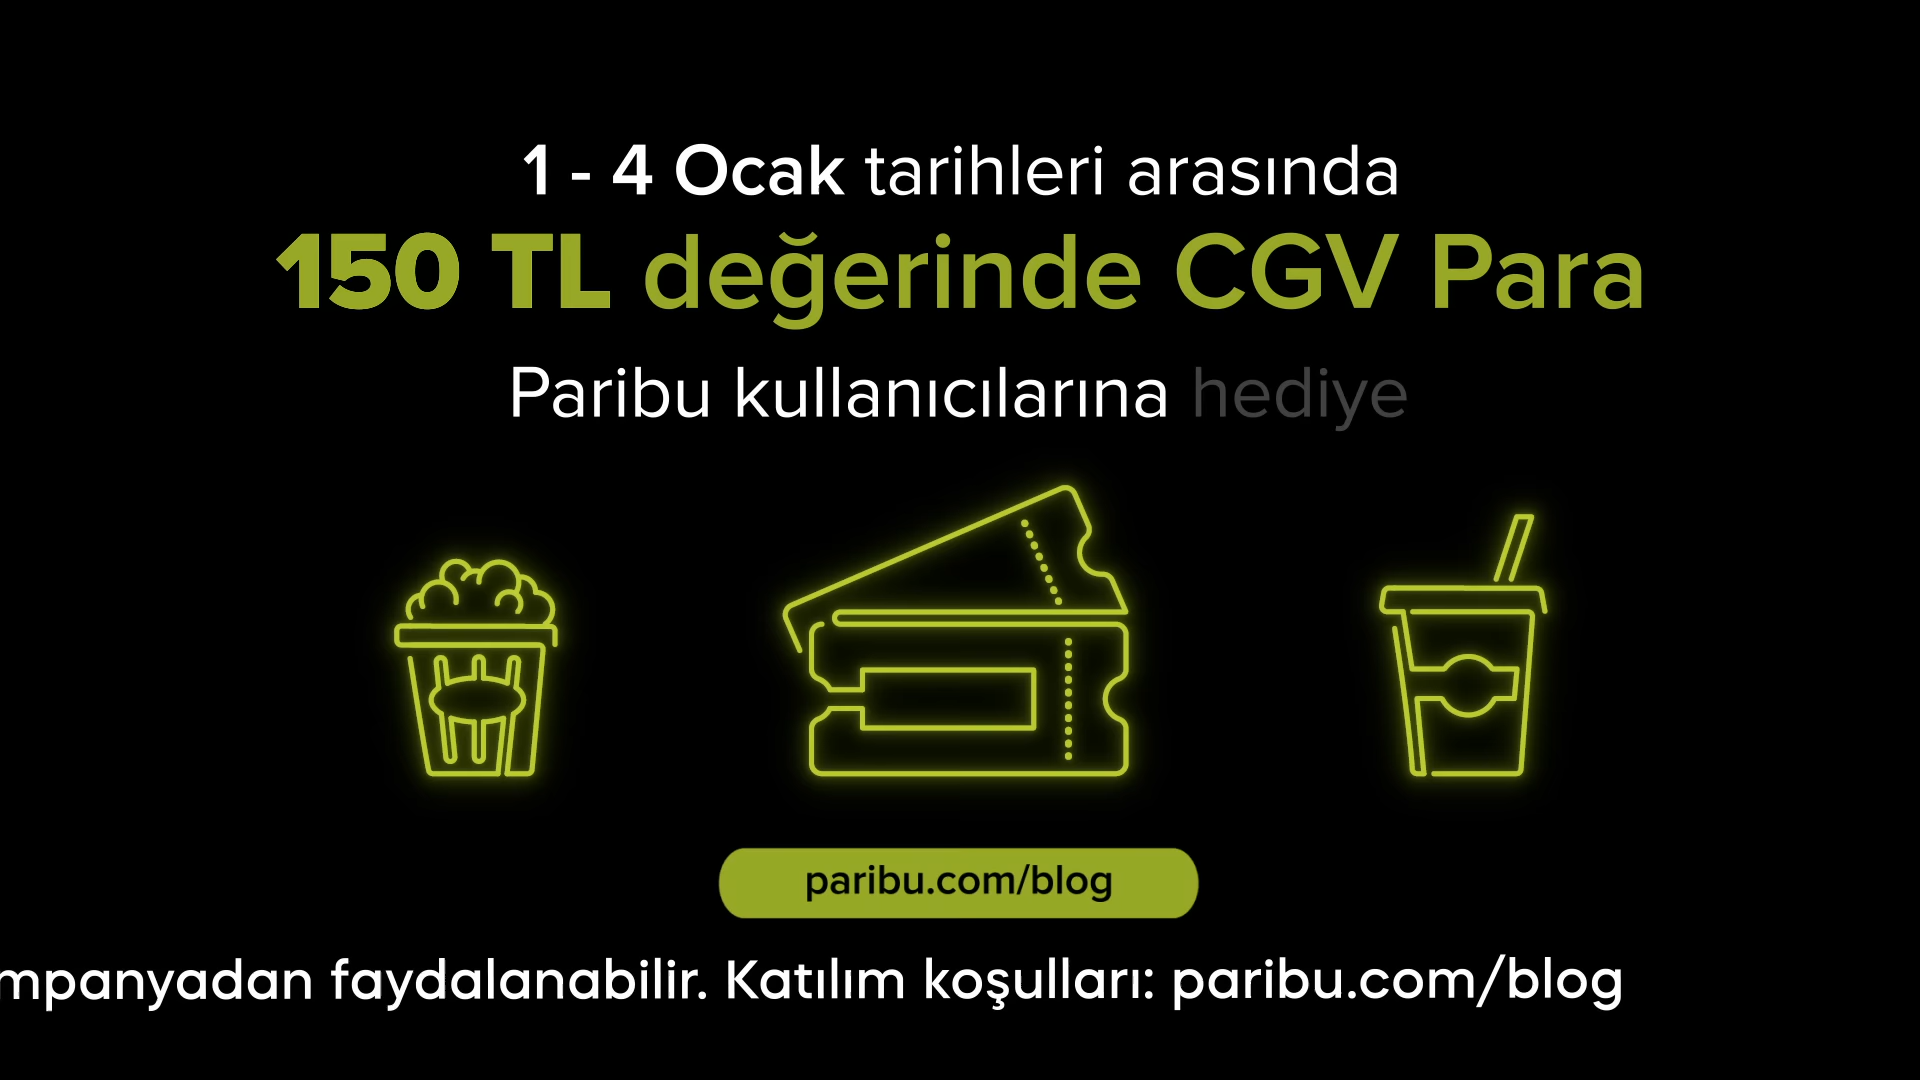 1 - 4 Ocak tarihleri arasında
150 TL değerinde CGV Para
Paribu kullanıcılarına hediye
paribu.com/blog
mpanyadan faydalanabilir. Katılım koşulları: paribu.com/blog